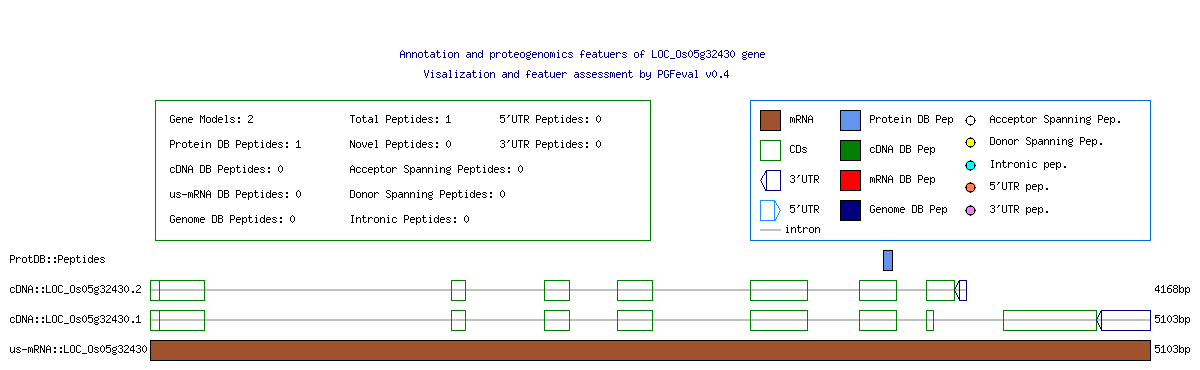 Annotation and proteogenomics featuers of LOC_Os05g32430 gene
Visalization and featuer assessment by PGFeval v0.4
Gene Models: 2 Total Peptides: 1 5'UTR Peptides: 0
Protein DB Peptides: 1 Novel Peptides: 0 3'UTR Peptides: 0
cDNA DB Peptides: 0 Acceptor Spanning Peptides: 0
us-mRNA DB Peptides: 0 Donor Spanning Peptides: 0
Genome DB Peptides: 0 Intronic Peptides: 0
mRNA Protein DB Pep Acceptor Spanning Pep.
CDs cDNA DB Pep Donor Spanning Pep.
3'UTR mRNA DB Pep Intronic pep.
5'UTR Genome DB Pep 5'UTR pep.
intron 3'UTR pep.
ProtDB::Peptides
cDNA::LOC_Os05g32430.2 4168bp
cDNA::LOC_Os05g32430.1 5103bp
us-mRNA::LOC_Os05g32430 5103bp